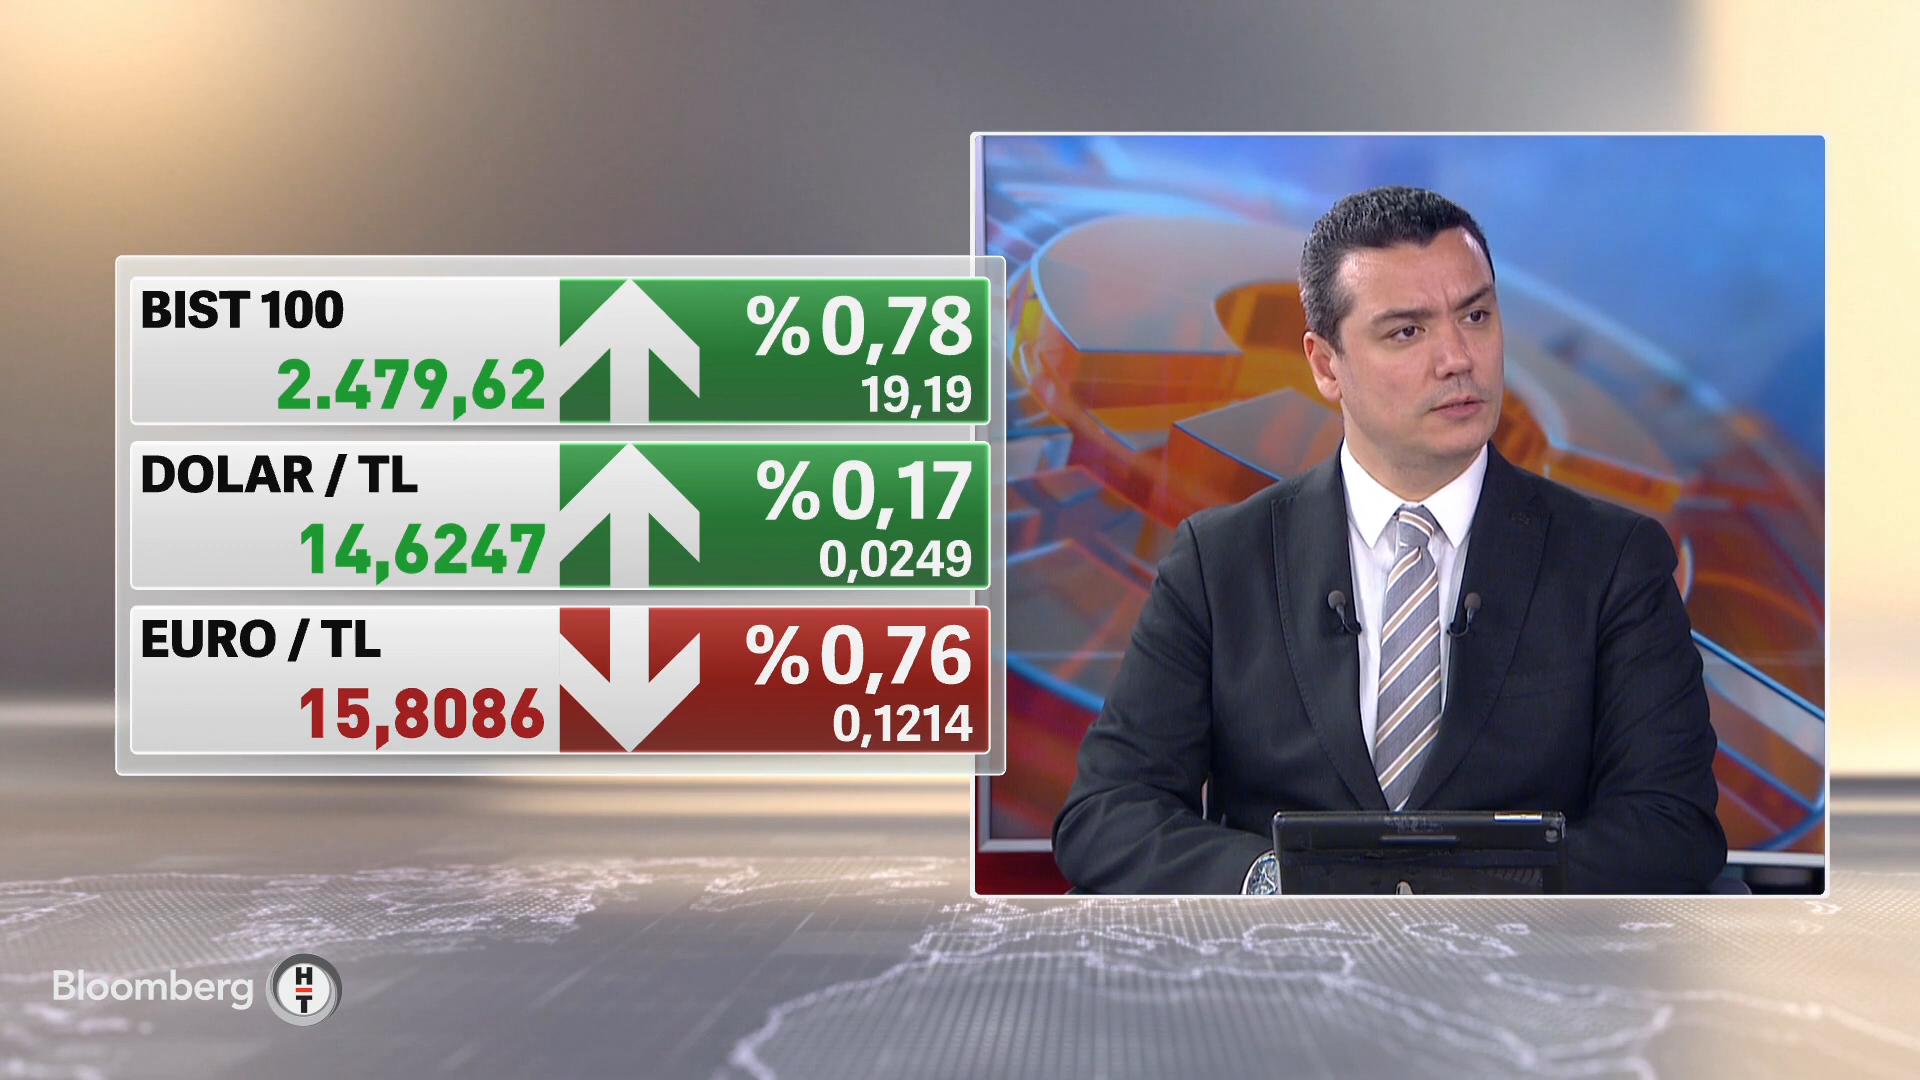 BIST 100
2.479,62
%0,78
19,19
DOLAR / TL
14,6247
%0,17
0,0249
EURO / TL
15,8086
%0,76
0,1214
Bloomberg HT